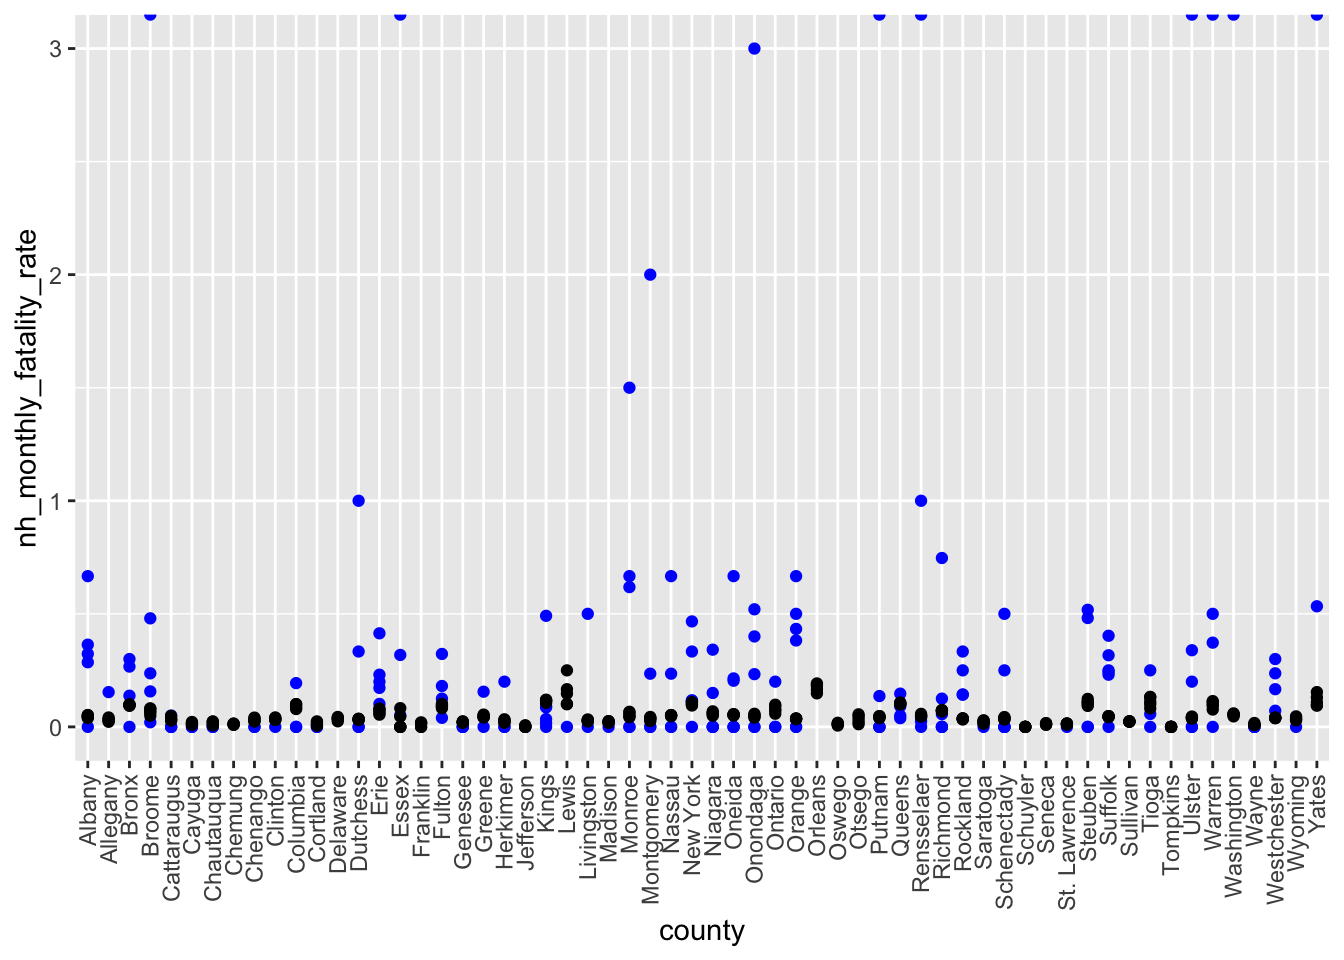 nh_monthly_fatality_rate
3
2
1
0
Albany
Allegany
Bronx
Broome
Cattaraugus
Cayuga
Chautauqua
Chemung
Chenango
Clinton
Columbia
Cortland
Delaware
Dutchess
Erie
Essex
Franklin
Fulton
Genesee
Greene
Herkimer
Jefferson
Kings
Lewis
Livingston
Madison
Monroe
Montgomery
Nassau
New York
Niagara
Oneida
Onondaga
Ontario
Orange
Orleans
Oswego
Otsego
Putnam
Queens
Rensselaer
Richmond
Rockland
Saratoga
Schenectady
Schuyler
Seneca
St. Lawrence
Steuben
Suffolk
Sullivan
Tioga
Tompkins
Ulster
Warren
Washington
Wayne
Westchester
Wyoming
Yates
county